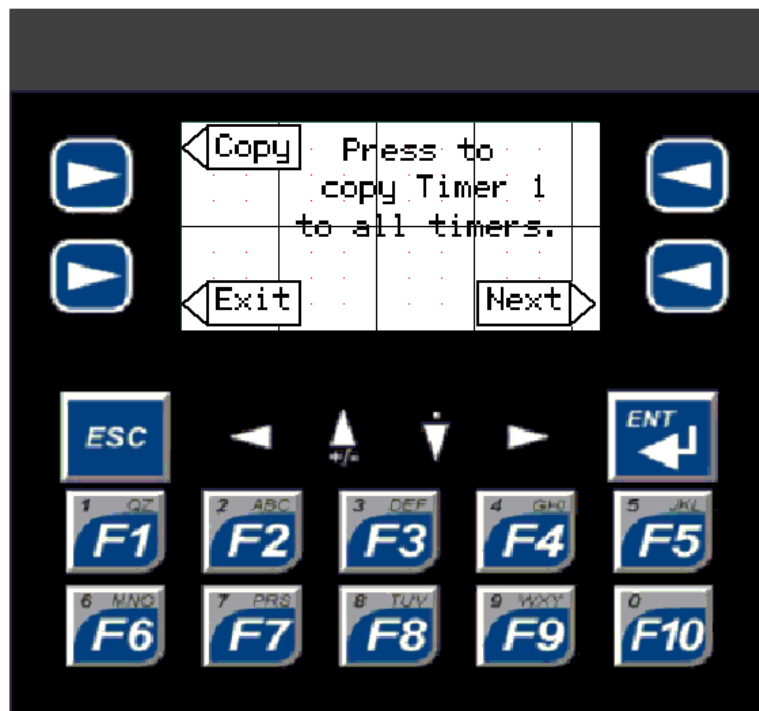 Copy Press to
copy Timer 1
to all timers.
Exit Next
ESC +/- ENT
1 QZ 2 ABC 3 DEF 4 GHI 5 JKL
F1 F2 F3 F4 F5
6 MNO 7 PRS 8 TUV 9 WXY 0
F6 F7 F8 F9 F10